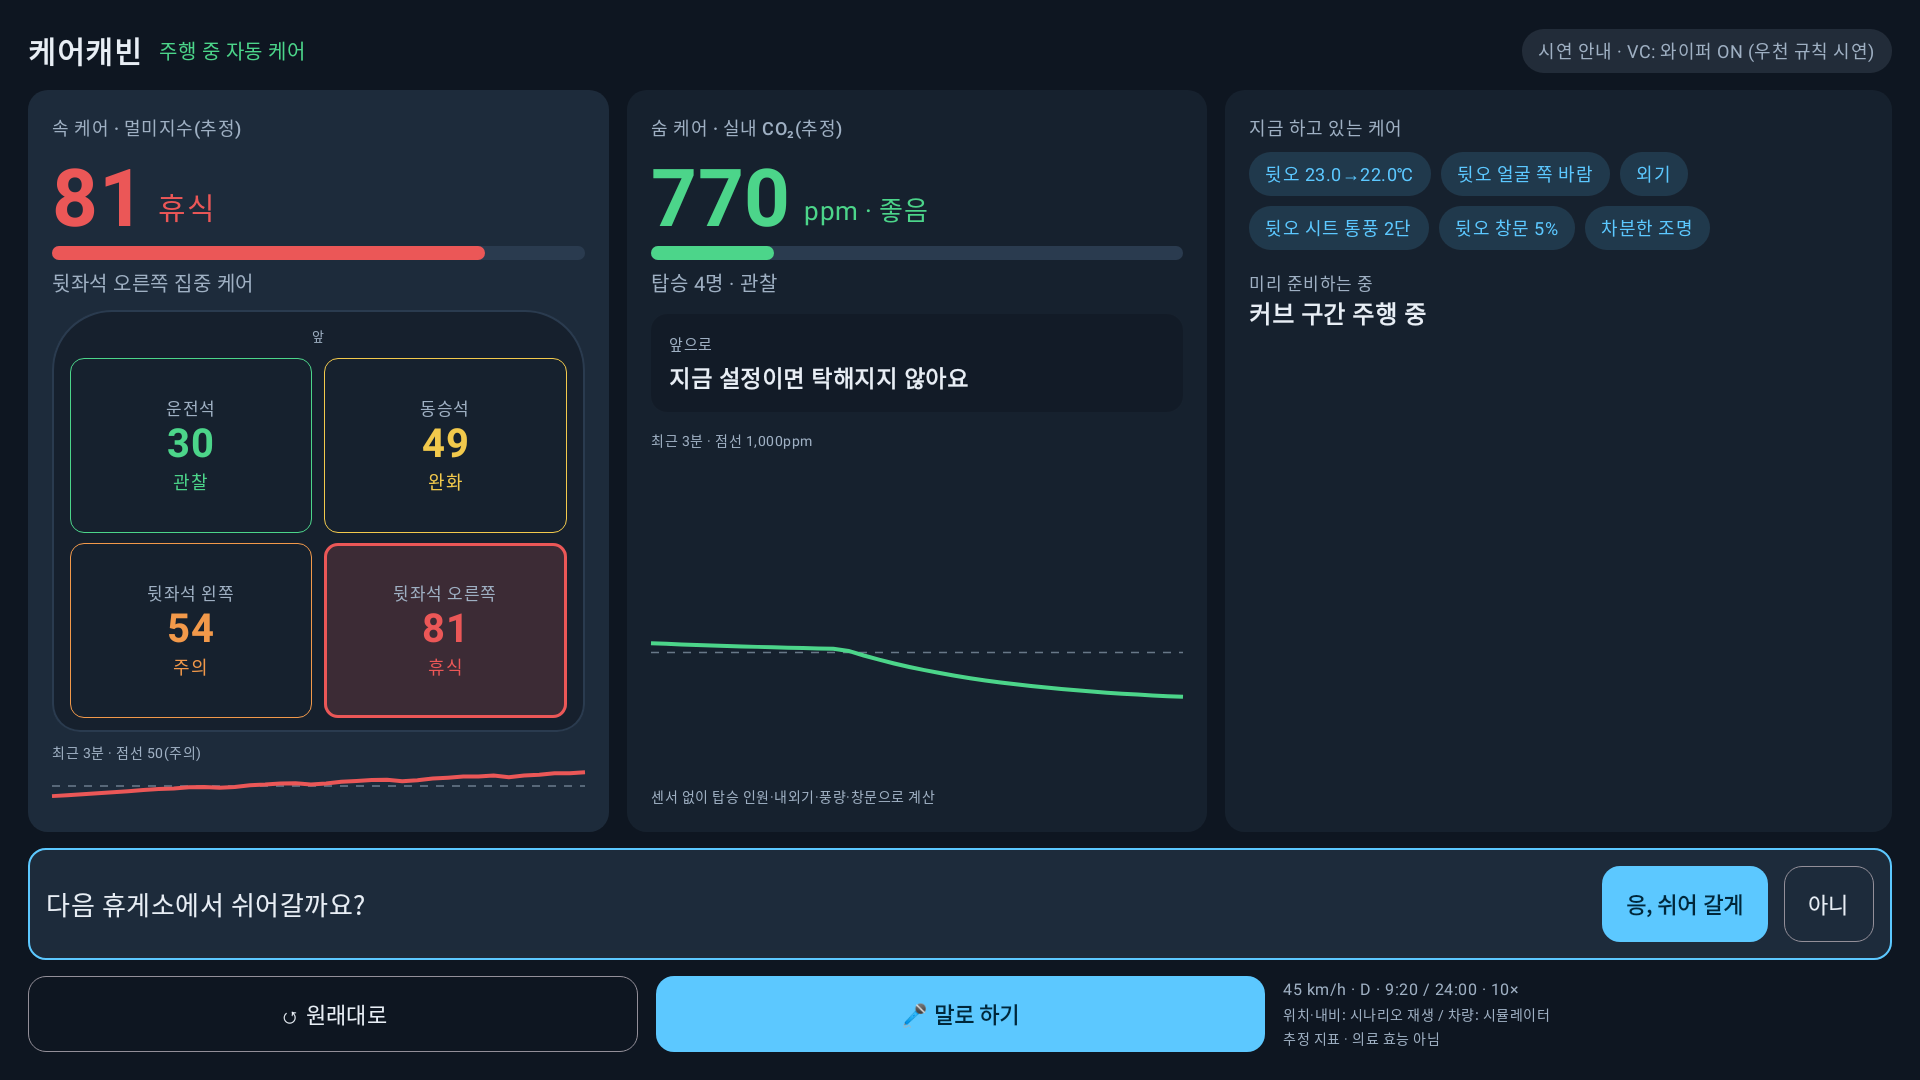 케어캐빈 주행 중 자동 케어
시연 안내 · VC: 와이퍼 ON (우천 규칙 시연)
속 케어 · 멀미지수(추정)
81 휴식
뒷좌석 오른쪽 집중 케어
앞
운전석
30
관찰
동승석
49
완화
뒷좌석 왼쪽
54
주의
뒷좌석 오른쪽
81
휴식
최근 3분 · 점선 50(주의)
숨 케어 · 실내 CO₂(추정)
770 ppm · 좋음
탑승 4명 · 관찰
앞으로
지금 설정이면 탁해지지 않아요
최근 3분 · 점선 1,000ppm
센서 없이 탑승 인원·내외기·풍량·창문으로 계산
지금 하고 있는 케어
뒷오 23.0→22.0℃ 뒷오 얼굴 쪽 바람 외기
뒷오 시트 통풍 2단 뒷오 창문 5% 차분한 조명
미리 준비하는 중
커브 구간 주행 중
다음 휴게소에서 쉬어갈까요?
응, 쉬어 갈게
아니
↺ 원래대로
🎤 말로 하기
45 km/h · D · 9:20 / 24:00 · 10×
위치·내비: 시나리오 재생 / 차량: 시뮬레이터
추정 지표 · 의료 효능 아님